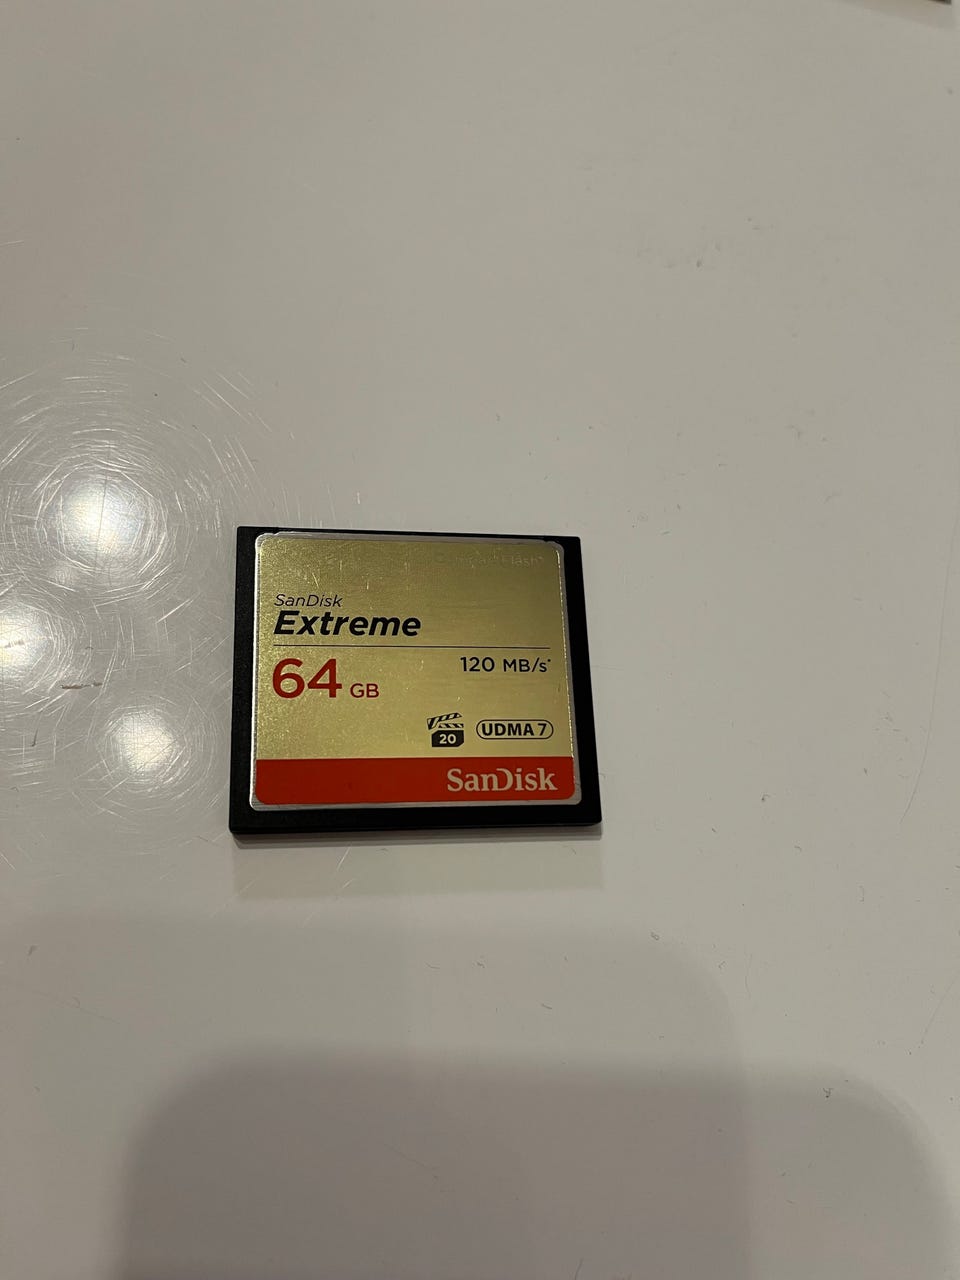 CompactFlash
SanDisk
Extreme
64 GB
120 MB/s*
20
UDMA 7
SanDisk